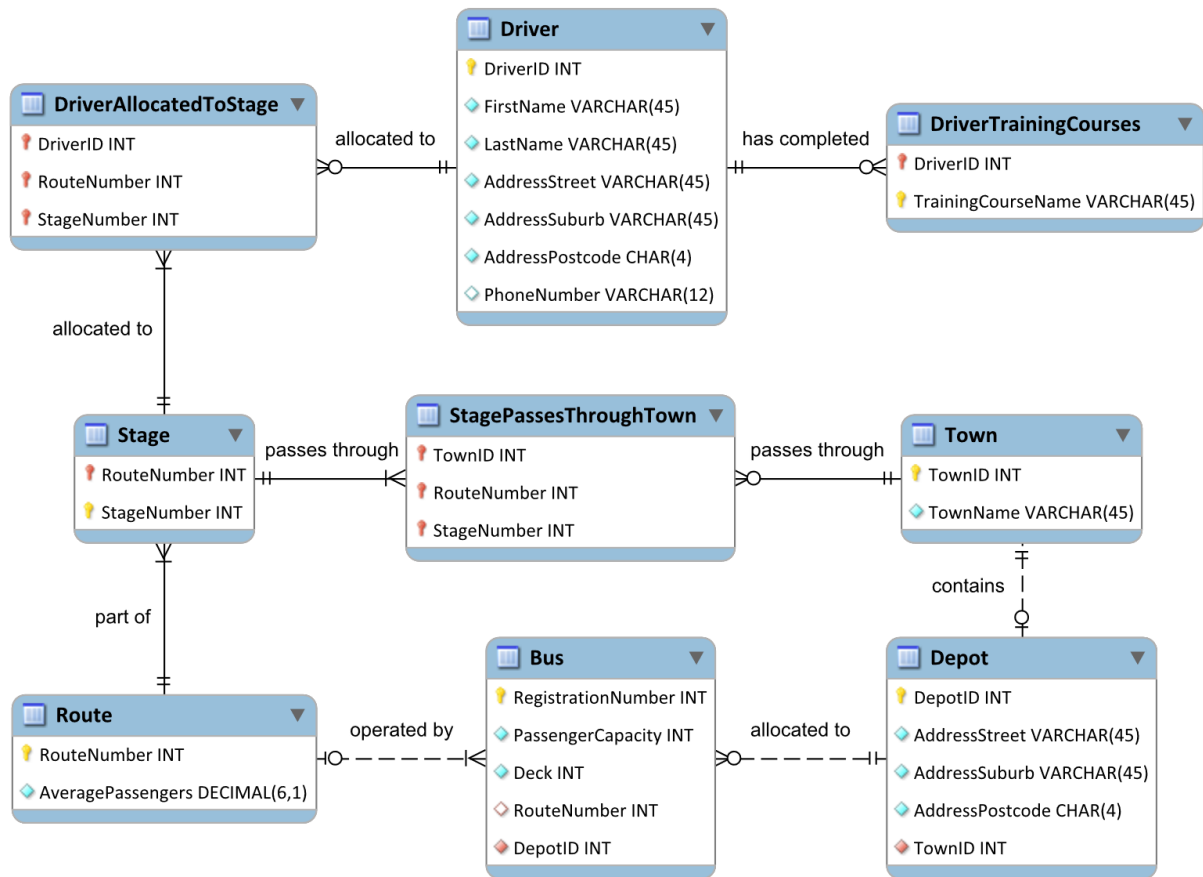 Driver
DriverID INT
FirstName VARCHAR(45)
LastName VARCHAR(45)
AddressStreet VARCHAR(45)
AddressSuburb VARCHAR(45)
AddressPostcode CHAR(4)
PhoneNumber VARCHAR(12)
DriverAllocatedToStage
DriverID INT
RouteNumber INT
StageNumber INT
allocated to
has completed
DriverTrainingCourses
DriverID INT
TrainingCourseName VARCHAR(45)
allocated to
Stage
RouteNumber INT
StageNumber INT
passes through
StagePassesThroughTown
TownID INT
RouteNumber INT
StageNumber INT
passes through
Town
TownID INT
TownName VARCHAR(45)
contains
part of
Route
RouteNumber INT
AveragePassengers DECIMAL(6,1)
operated by
Bus
RegistrationNumber INT
PassengerCapacity INT
Deck INT
RouteNumber INT
DepotID INT
allocated to
Depot
DepotID INT
AddressStreet VARCHAR(45)
AddressSuburb VARCHAR(45)
AddressPostcode CHAR(4)
TownID INT